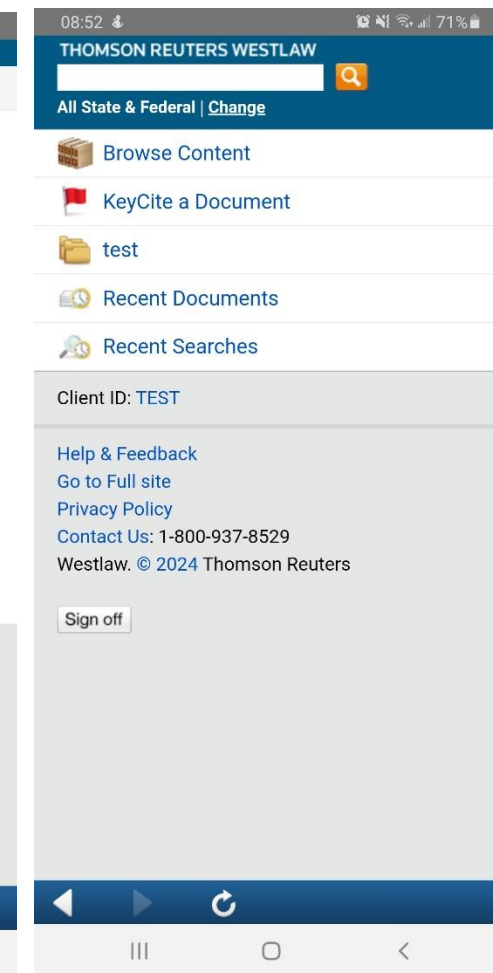 08:52 71%
THOMSON REUTERS WESTLAW
All State & Federal | Change
Browse Content
KeyCite a Document
test
Recent Documents
Recent Searches
Client ID: TEST
Help & Feedback
Go to Full site
Privacy Policy
Contact Us: 1-800-937-8529
Westlaw. © 2024 Thomson Reuters
Sign off